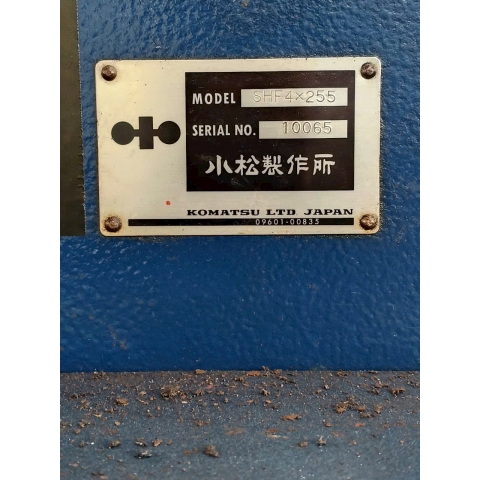 MODEL SHF4×255
SERIAL NO. 10065
小松製作所
KOMATSU LTD JAPAN
09601-00835